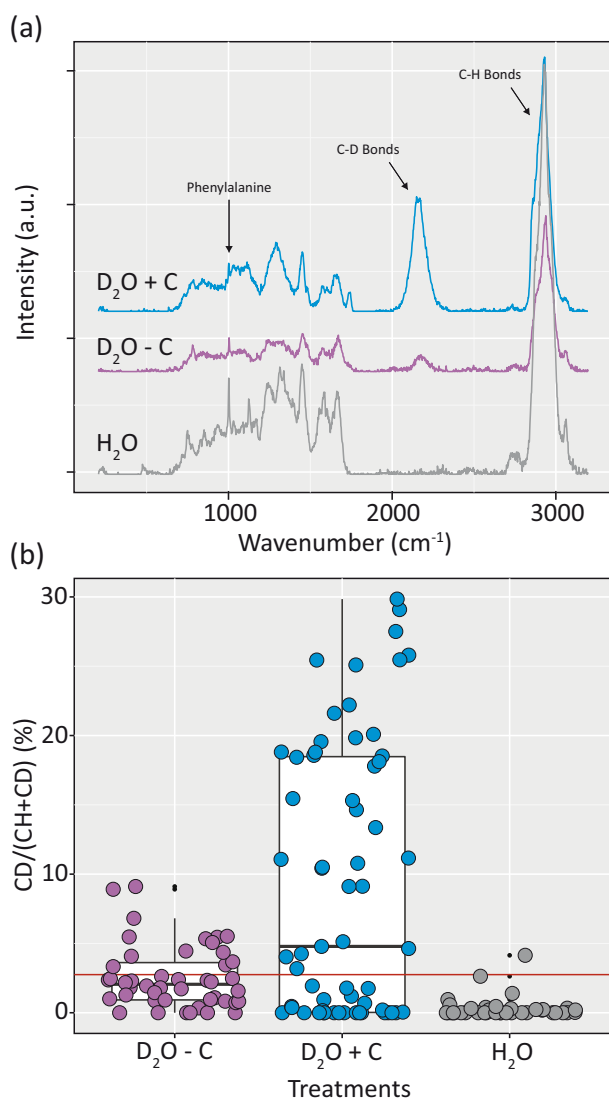 (a)
C-H Bonds
C-D Bonds
Phenylalanine
Intensity (a.u.)
D₂O + C
D₂O - C
H₂O
1000 2000 3000
Wavenumber (cm⁻¹)
(b)
30
20
10
0
CD/(CH+CD) (%)
D₂O - C D₂O + C H₂O
Treatments